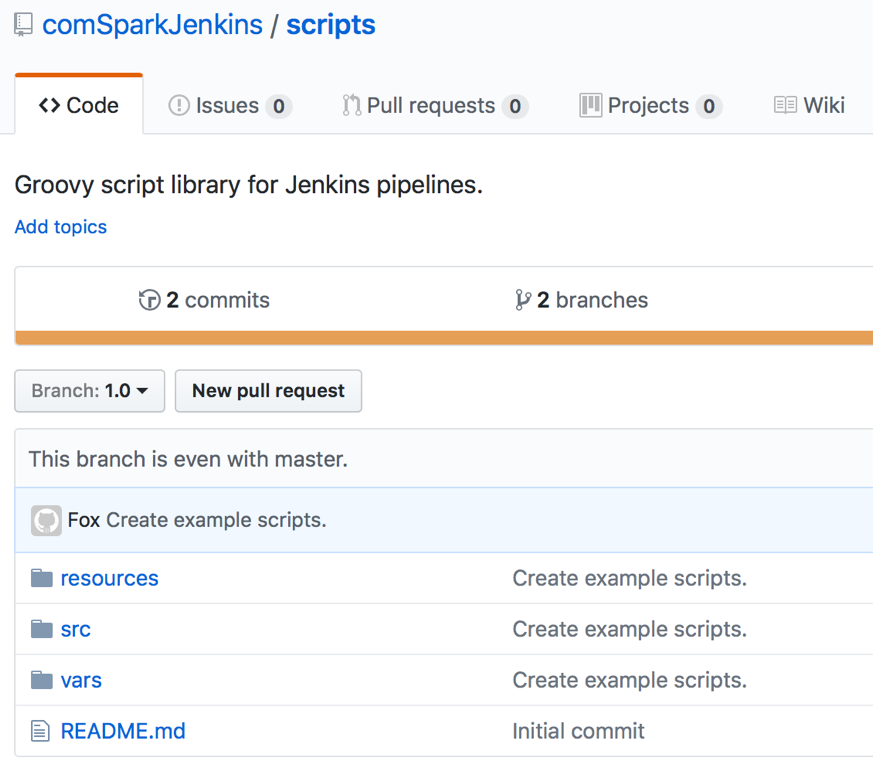 comSparkJenkins / scripts
Code Issues 0 Pull requests 0 Projects 0 Wiki
Groovy script library for Jenkins pipelines.
Add topics
2 commits 2 branches
Branch: 1.0 New pull request
This branch is even with master.
Fox Create example scripts.
resources Create example scripts.
src Create example scripts.
vars Create example scripts.
README.md Initial commit